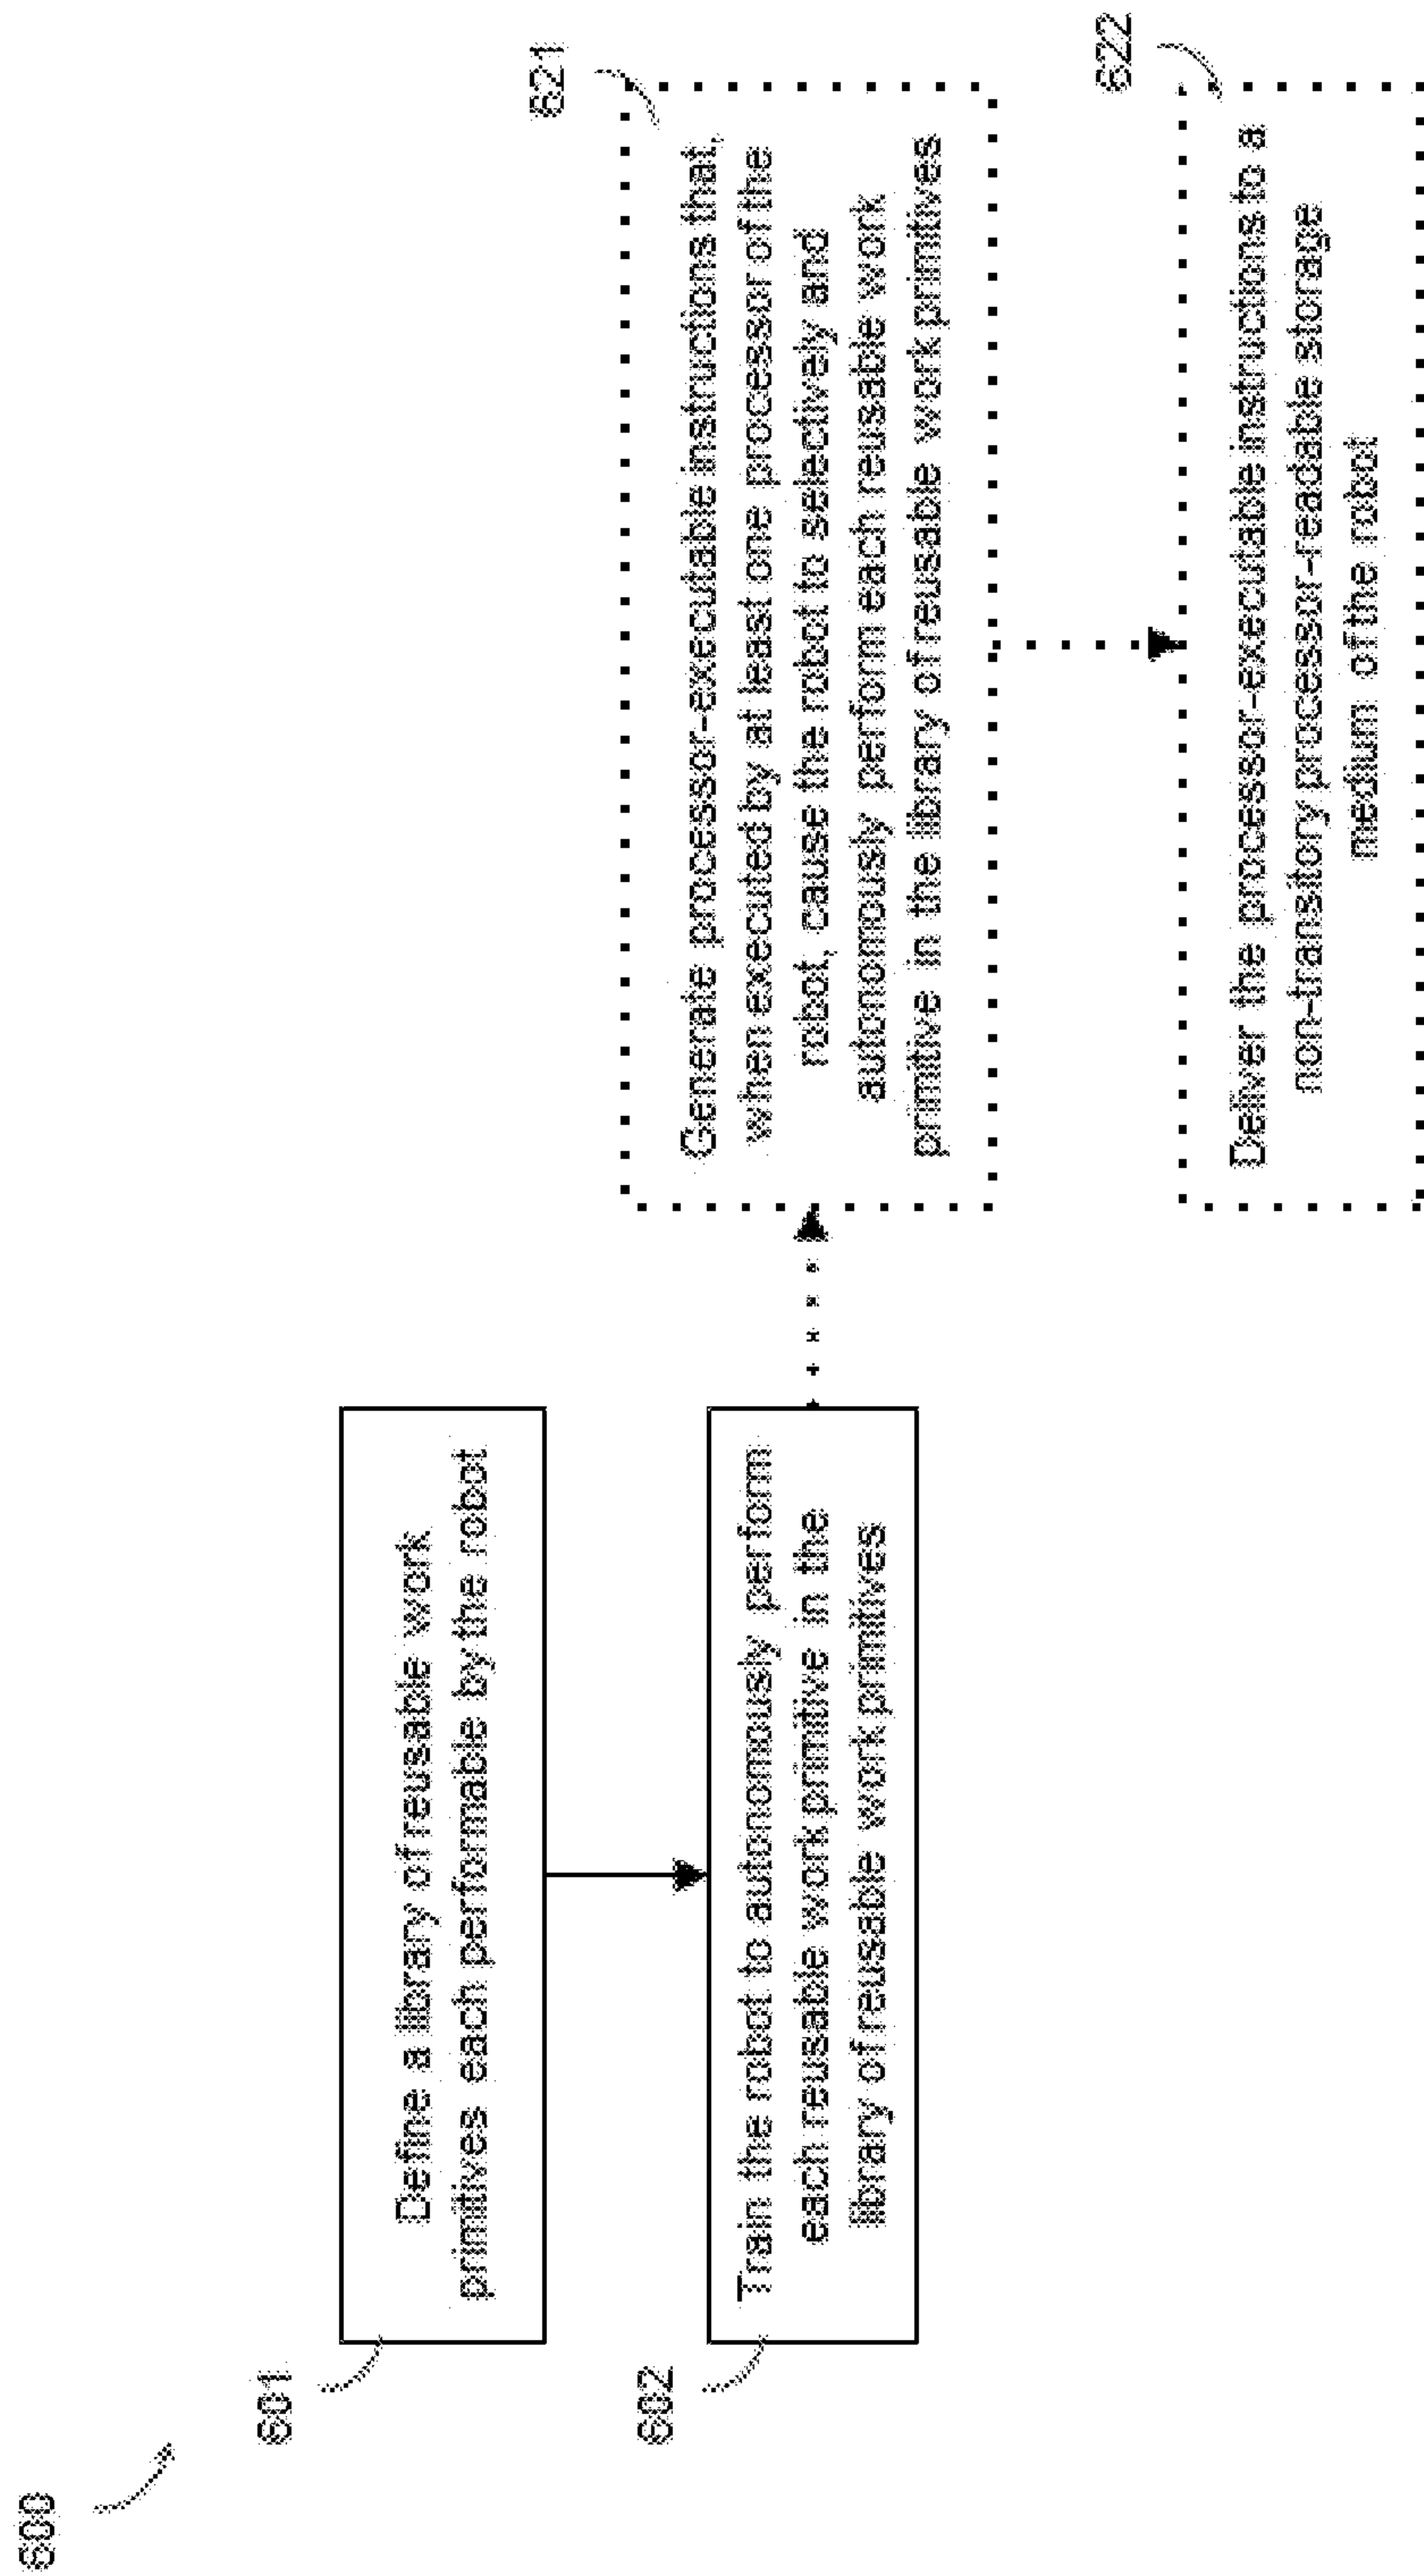 600
601
Define a library of reusable work
primitives each performable by the robot
602
Train the robot to autonomously perform
each reusable work primitive in the
library of reusable work primitives
621
Generate processor-executable instructions that,
when executed by at least one processor of the
robot, cause the robot to selectively and
autonomously perform each reusable work
primitive in the library of reusable work primitives
622
Deliver the processor-executable instructions to a
non-transitory processor-readable storage
medium of the robot